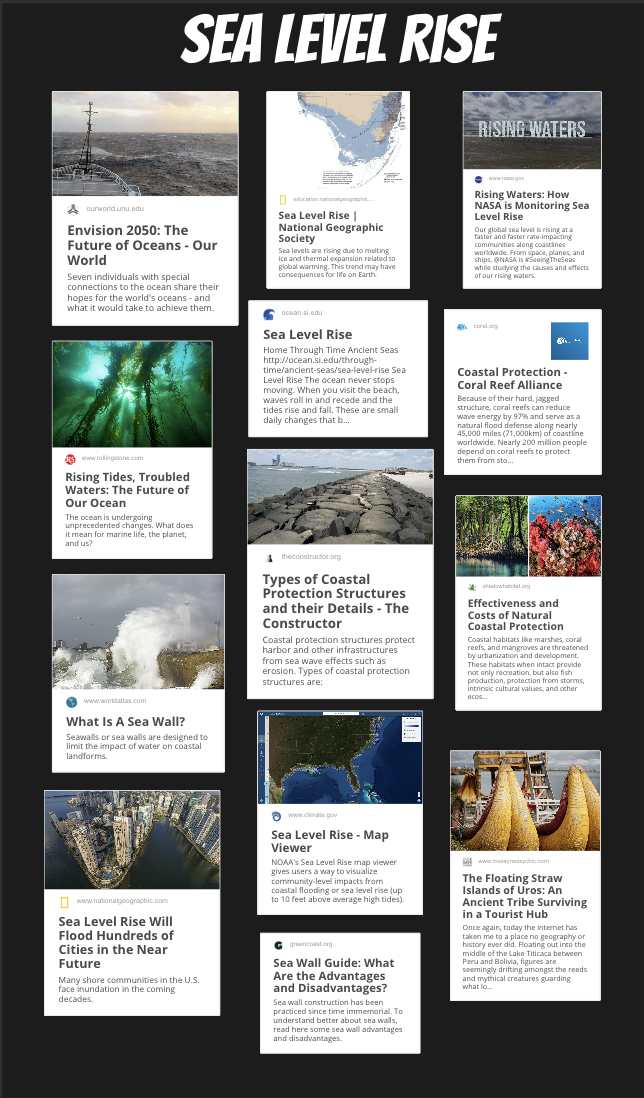 SEA LEVEL RISE
ourworld.unu.edu
Envision 2050: The
Future of Oceans - Our
World
Seven individuals with special
connections to the ocean share their
hopes for the world's oceans - and
what it would take to achieve them.
www.rollingstone.com
Rising Tides, Troubled
Waters: The Future of
Our Ocean
The ocean is undergoing
unprecedented changes. What does
it mean for marine life, the planet,
and us?
www.worldatlas.com
What Is A Sea Wall?
Seawalls or sea walls are designed to
limit the impact of water on coastal
landforms.
www.nationalgeographic.com
Sea Level Rise Will
Flood Hundreds of
Cities in the Near
Future
Many shore communities in the U.S.
face inundation in the coming
decades.
education.nationalgeographic....
Sea Level Rise |
National Geographic
Society
Sea levels are rising due to melting
ice and thermal expansion related to
global warming. This trend may have
consequences for life on Earth.
ocean.si.edu
Sea Level Rise
Home Through Time Ancient Seas
http://ocean.si.edu/through-
time/ancient-seas/sea-level-rise Sea
Level Rise The ocean never stops
moving. When you visit the beach,
waves roll in and recede and the
tides rise and fall. These are small
daily changes that b...
theconstructor.org
Types of Coastal
Protection Structures
and their Details - The
Constructor
Coastal protection structures protect
harbor and other infrastructures
from sea wave effects such as
erosion. Types of coastal protection
structures are:
www.climate.gov
Sea Level Rise - Map
Viewer
NOAA's Sea Level Rise map viewer
gives users a way to visualize
community-level impacts from
coastal flooding or sea level rise (up
to 10 feet above average high tides).
greencoast.org
Sea Wall Guide: What
Are the Advantages
and Disadvantages?
Sea wall construction has been
practiced since time immemorial. To
understand better about sea walls,
read here some sea wall advantages
and disadvantages.
RISING WATERS
www.nasa.gov
Rising Waters: How
NASA is Monitoring Sea
Level Rise
Our global sea level is rising at a
faster and faster rate-impacting
communities along coastlines
worldwide. From space, planes, and
ships, @NASA is #SeeingTheSeas
while studying the causes and effects
of our rising waters.
coral.org
Coastal Protection -
Coral Reef Alliance
Because of their hard, jagged
structure, coral reefs can reduce
wave energy by 97% and serve as a
natural flood defense along nearly
45,000 miles (71,000km) of coastline
worldwide. Nearly 200 million people
depend on coral reefs to protect
them from sto...
shadowhabitat.org
Effectiveness and
Costs of Natural
Coastal Protection
Coastal habitats like marshes, coral
reefs, and mangroves are threatened
by urbanization and development.
These habitats when intact provide
not only recreation, but also fish
production, protection from storms,
intrinsic cultural values, and other
ecos...
www.messynessychic.com
The Floating Straw
Islands of Uros: An
Ancient Tribe Surviving
in a Tourist Hub
Once again, today the internet has
taken me to a place no geography or
history ever did. Floating out into the
middle of the Lake Titicaca between
Peru and Bolivia, figures are
seemingly drifting amongst the reeds
and mythical creatures guarding
what lo...